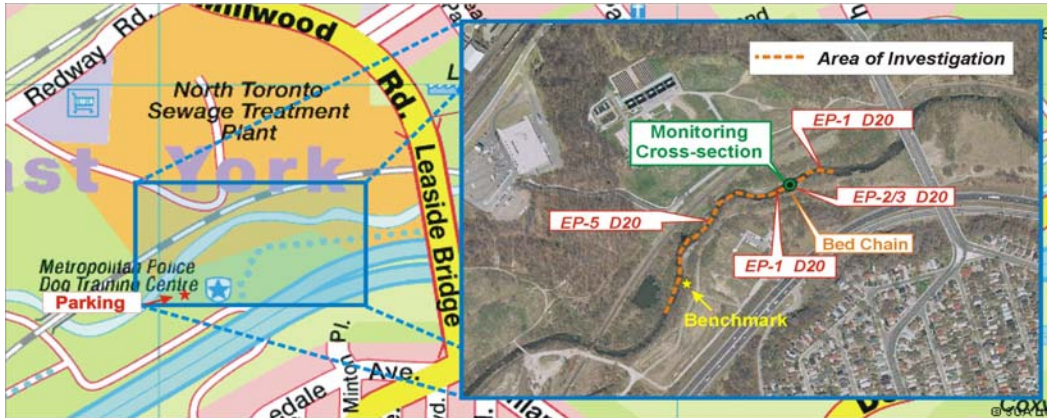 Millwood
Rd.
Redway Rd.
North Toronto
Sewage Treatment
Plant
East York
Leaside Bridge
Metropolitan Police
Dog Training Centre
Parking
Minton Pl.
Ave.
Area of Investigation
EP-1 D20
Monitoring
Cross-section
EP-2/3 D20
EP-5 D20
Bed Chain
EP-1 D20
Benchmark